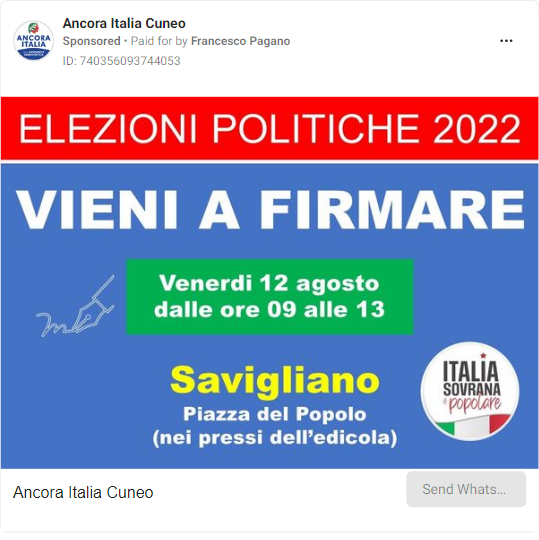 Ancora Italia Cuneo
Sponsored • Paid for by Francesco Pagano
ID: 740356093744053
ANCORA
ITALIA
ELEZIONI POLITICHE 2022
VIENI A FIRMARE
Venerdi 12 agosto
dalle ore 09 alle 13
Savigliano
Piazza del Popolo
(nei pressi dell'edicola)
ITALIA
SOVRANA
e popolare
Ancora Italia Cuneo
Send Whats...